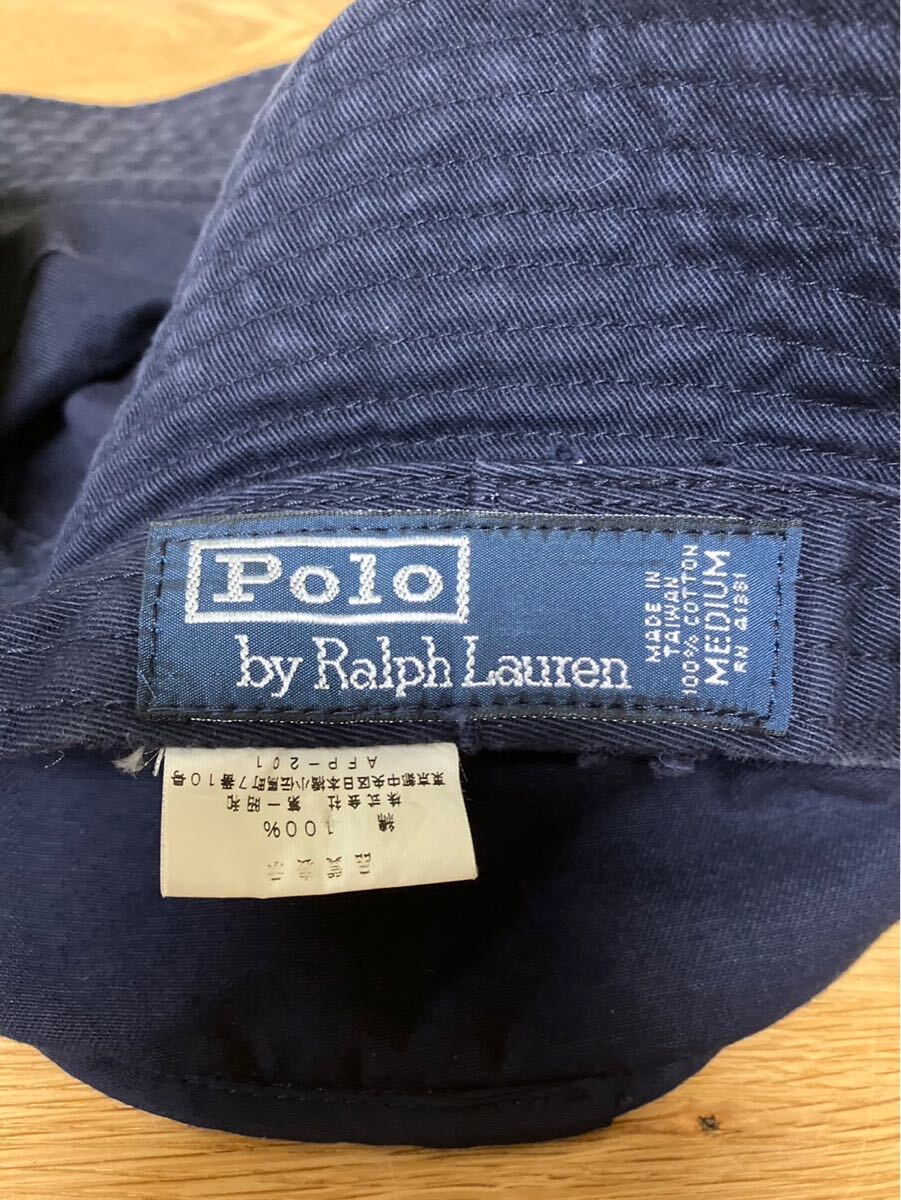 Polo
by Ralph Lauren
MADE IN
TAIWAN
100% COTTON
MEDIUM
RN 41381
品質表示
綿 100%
株式会社 第一昭和
東京都中央区日本橋小伝馬町7番10号
AFP-201